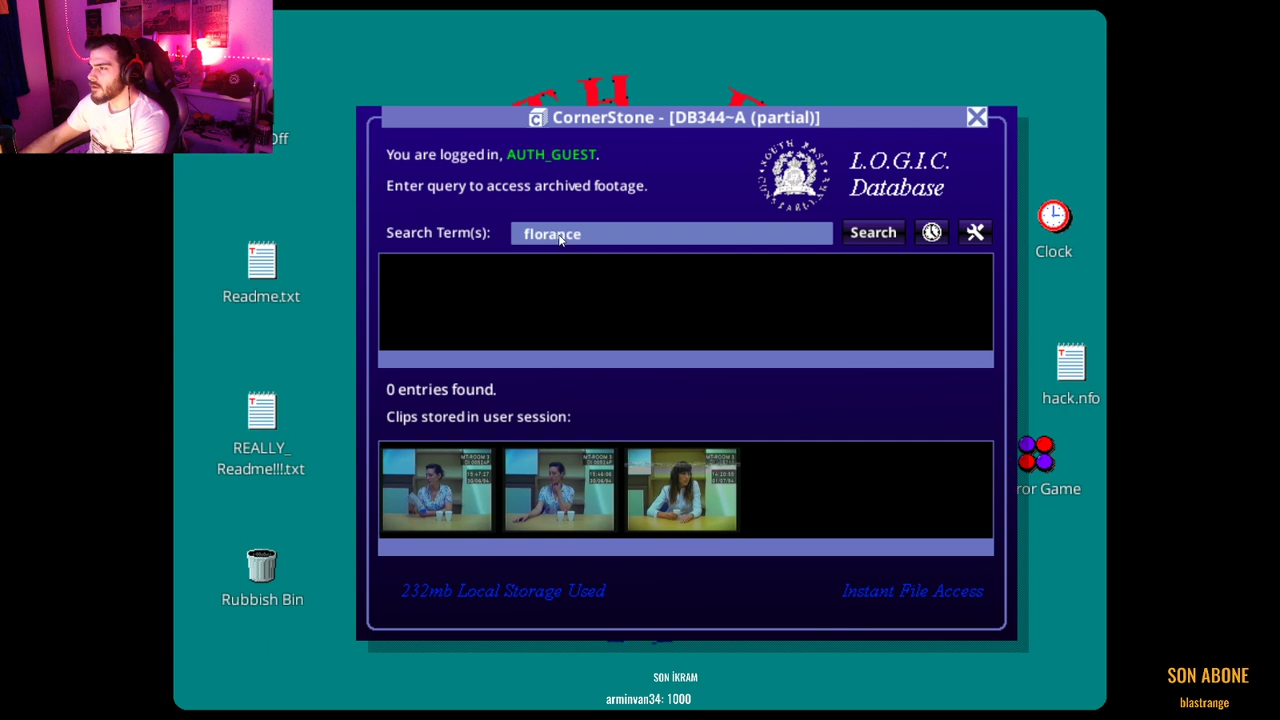 CornerStone - [DB344~A (partial)]
You are logged in, AUTH_GUEST.
Enter query to access archived footage.
L.O.G.I.C.
Database
Search Term(s):
florance
Search
Clock
Readme.txt
hack.nfo
0 entries found.
Clips stored in user session:
REALLY_
Readme!!!.txt
ror Game
Rubbish Bin
232mb Local Storage Used
Instant File Access
SON İKRAM
arminvan34: 1000
SON ABONE
blastrange